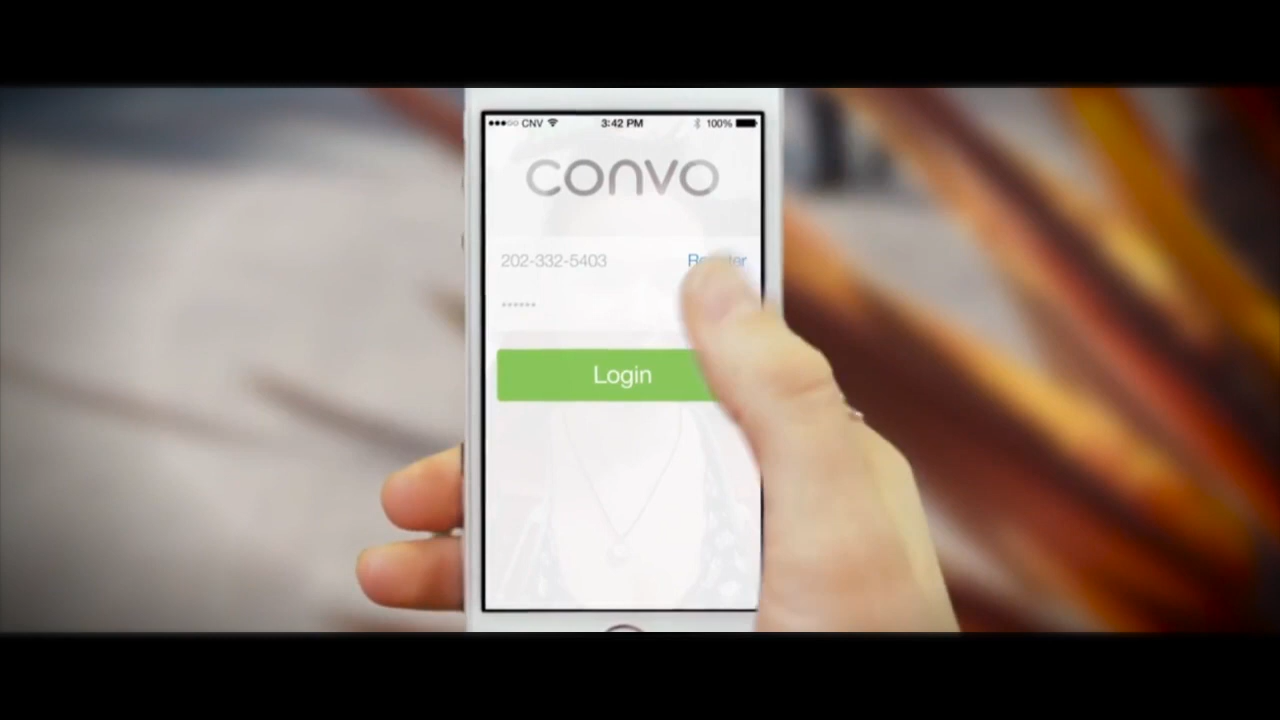 CNV 3:42 PM 100%
convo
202-332-5403
••••••
Login